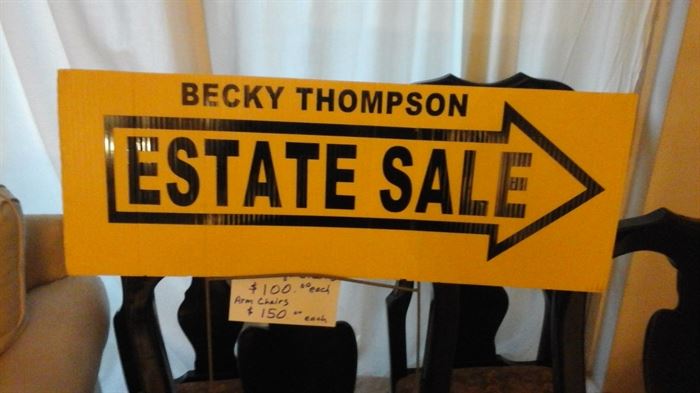 BECKY THOMPSON
ESTATE SALE
$100.00 each
Arm Chairs
$150.00 each